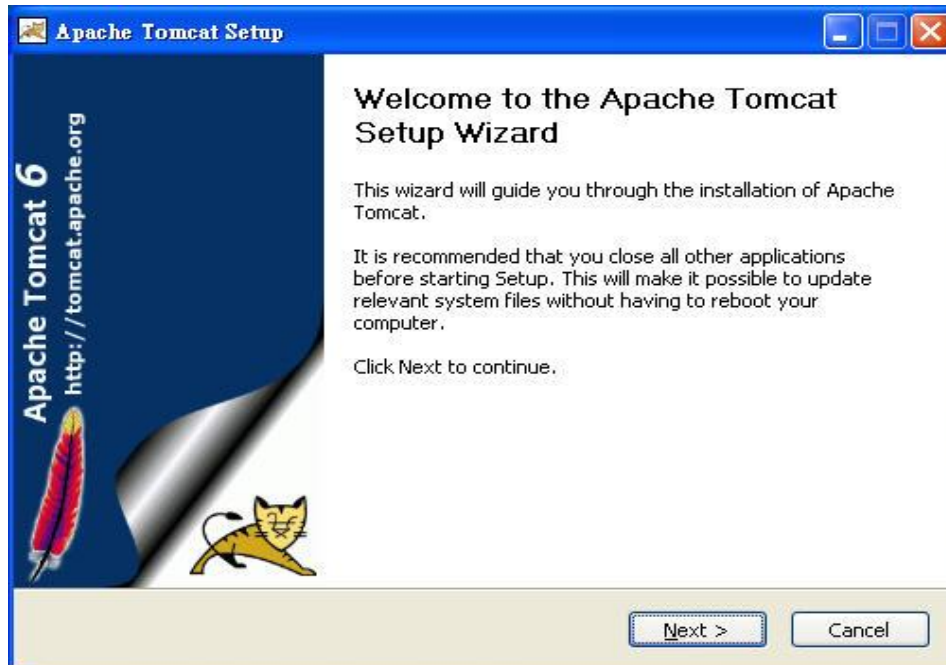 Apache Tomcat Setup
Apache Tomcat 6
http://tomcat.apache.org
Welcome to the Apache Tomcat
Setup Wizard
This wizard will guide you through the installation of Apache
Tomcat.
It is recommended that you close all other applications
before starting Setup. This will make it possible to update
relevant system files without having to reboot your
computer.
Click Next to continue.
Next >
Cancel